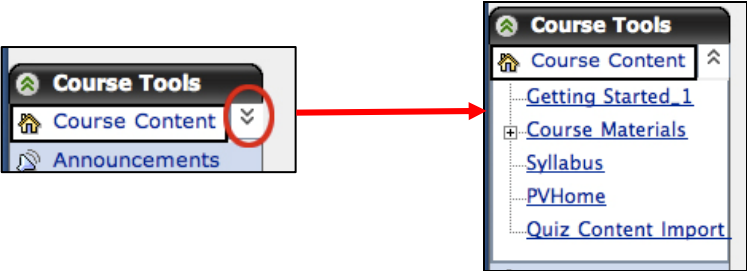 Course Tools
Course Content
Announcements
Course Tools
Course Content
Getting Started_1
Course Materials
Syllabus
PVHome
Quiz Content Import